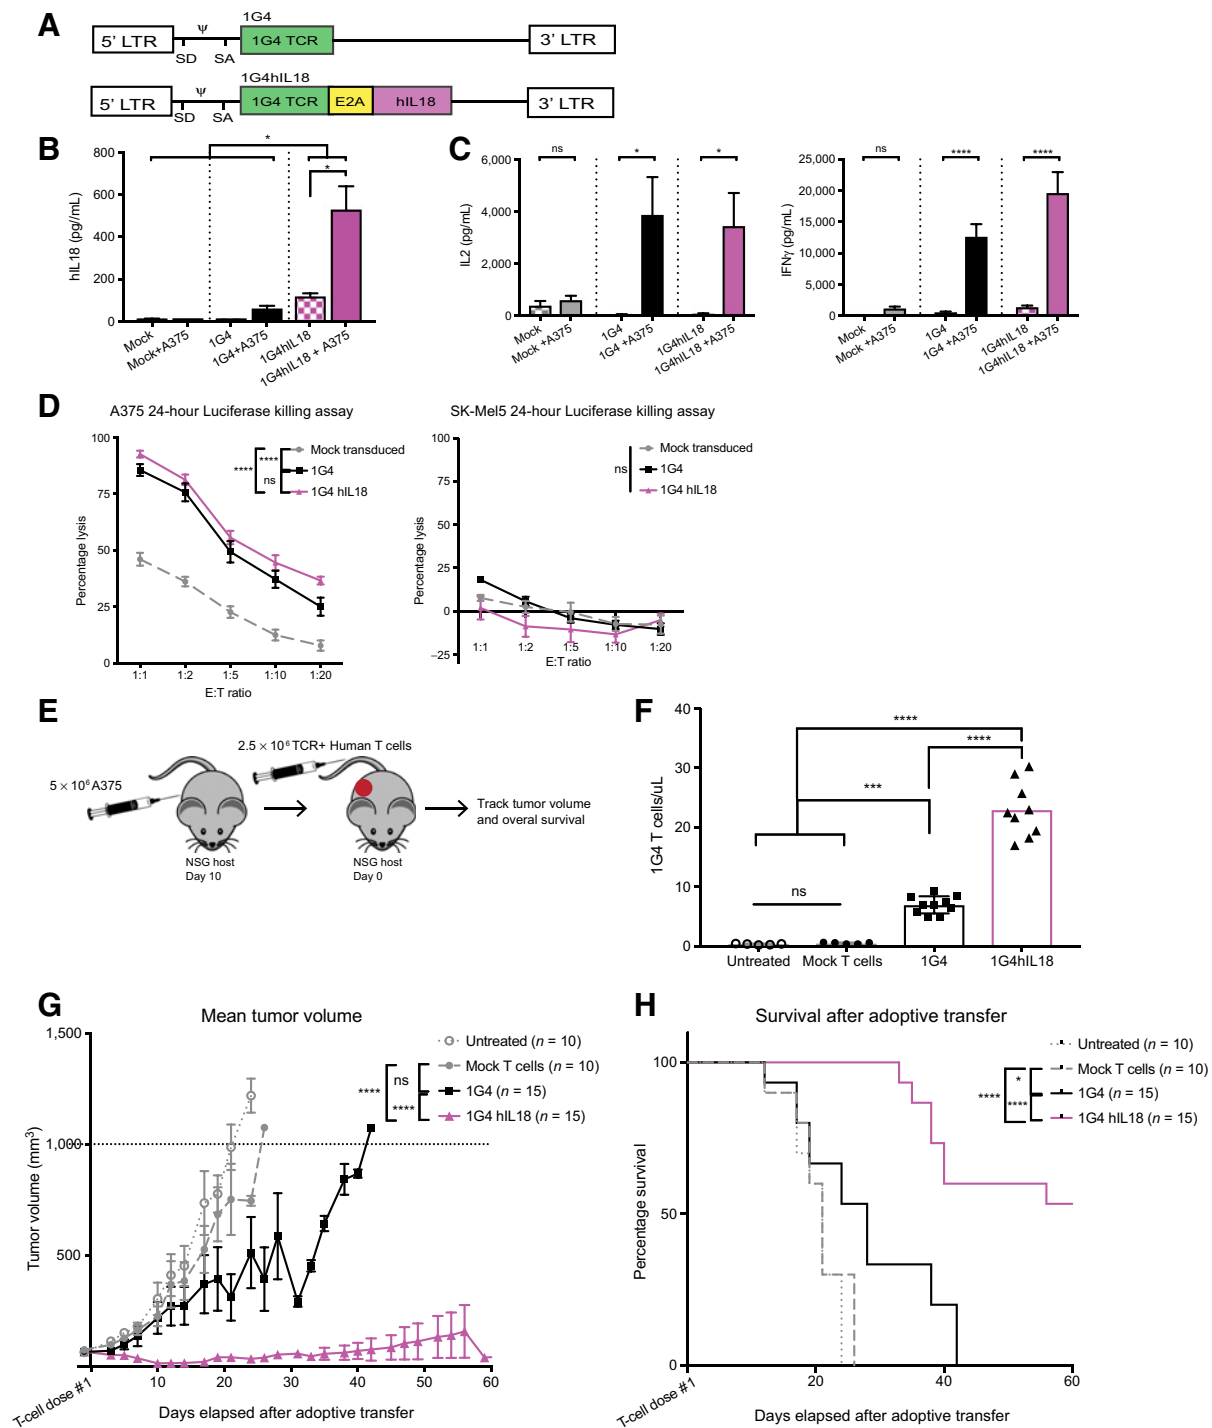 A
1G4
5’ LTR
ψ
SD
SA
1G4 TCR
3’ LTR
1G4hIL18
5’ LTR
ψ
SD
SA
1G4 TCR
E2A
hIL18
3’ LTR
B
hIL18 (pg//mL)
800
600
400
200
0
*
*
Mock
Mock+A375
1G4
1G4+A375
1G4hIL18
1G4hIL18 + A375
C
IL2 (pg/mL)
6,000
4,000
2,000
0
ns
*
*
Mock
Mock +A375
1G4
1G4 +A375
1G4hIL18
1G4hIL18 +A375
IFNγ (pg/mL)
25,000
20,000
15,000
10,000
5,000
0
ns
****
****
Mock
Mock +A375
1G4
1G4 +A375
1G4hIL18
1G4hIL18 +A375
D
A375 24-hour Luciferase killing assay
Percentage lysis
100
75
50
25
0
1:1
1:2
1:5
1:10
1:20
E:T ratio
****
****
ns
Mock transduced
1G4
1G4 hIL18
SK-Mel5 24-hour Luciferase killing assay
Percentage lysis
100
75
50
25
0
−25
1:1
1:2
1:5
1:10
1:20
E:T ratio
ns
Mock transduced
1G4
1G4 hIL18
E
5 × 10⁶ A375
2.5 × 10⁶ TCR+ Human T cells
NSG host
Day 10
NSG host
Day 0
Track tumor volume
and overal survival
F
1G4 T cells/uL
40
30
20
10
0
****
****
***
ns
Untreated
Mock T cells
1G4
1G4hIL18
G
Mean tumor volume
Tumor volume (mm³)
1,500
1,000
500
T-cell dose #1
10
20
30
40
50
60
Days elapsed after adoptive transfer
****
ns
****
Untreated (n = 10)
Mock T cells (n = 10)
1G4 (n = 15)
1G4 hIL18 (n = 15)
H
Survival after adoptive transfer
Percentage survival
100
50
0
T-cell dose #1
20
40
60
Days elapsed after adoptive transfer
****
*
****
Untreated (n = 10)
Mock T cells (n = 10)
1G4 (n = 15)
1G4 hIL18 (n = 15)